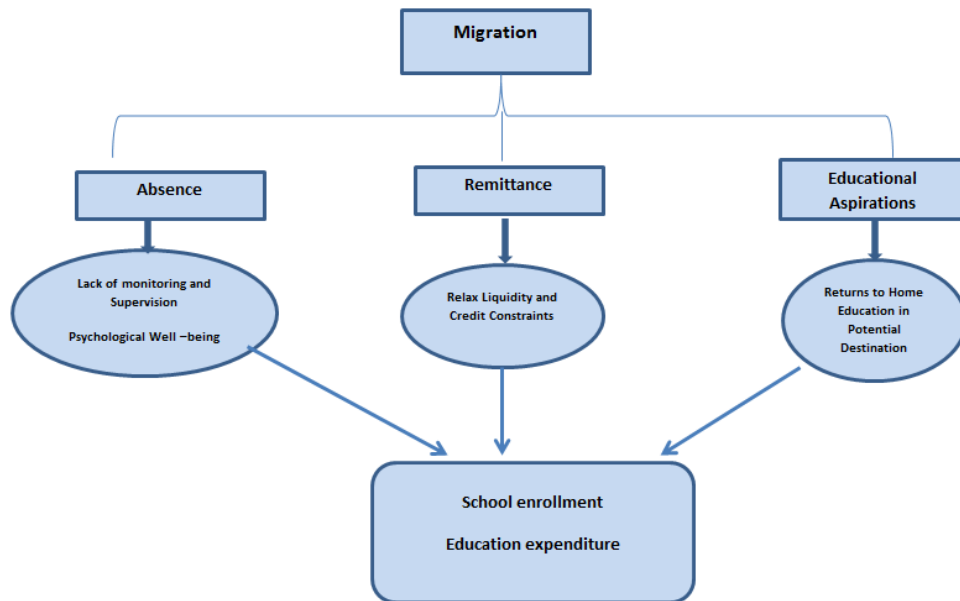 Migration
Absence
Remittance
Educational
Aspirations
Lack of monitoring and
Supervision
Psychological Well –being
Relax Liquidity and
Credit Constraints
Returns to Home
Education in
Potential
Destination
School enrollment
Education expenditure